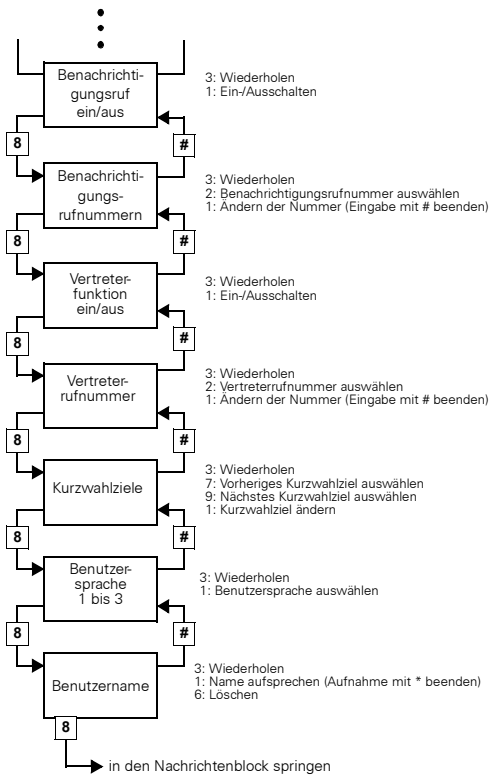 Benachrichti-
gungsruf
ein/aus
3: Wiederholen
1: Ein-/Ausschalten
8
#
Benachrichti-
gungs-
rufnummern
3: Wiederholen
2: Benachrichtigungsrufnummer auswählen
1: Ändern der Nummer (Eingabe mit # beenden)
8
#
Vertreter-
funktion
ein/aus
3: Wiederholen
1: Ein-/Ausschalten
8
#
Vertreter-
rufnummer
3: Wiederholen
2: Vertreterrufnummer auswählen
1: Ändern der Nummer (Eingabe mit # beenden)
8
#
Kurzwahlziele
3: Wiederholen
7: Vorheriges Kurzwahlziel auswählen
9: Nächstes Kurzwahlziel auswählen
1: Kurzwahlziel ändern
8
#
Benutzer-
sprache
1 bis 3
3: Wiederholen
1: Benutzersprache auswählen
8
#
Benutzername
3: Wiederholen
1: Name aufsprechen (Aufnahme mit * beenden)
6: Löschen
8
in den Nachrichtenblock springen